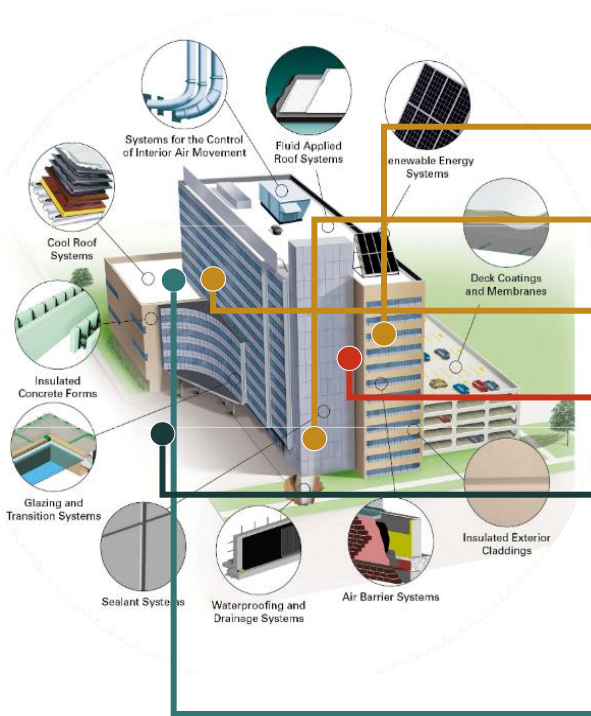 Systems for the Control
of Interior Air Movement
Fluid Applied
Roof Systems
enewable Energy
Systems
Cool Roof
Systems
Deck Coatings
and Membranes
Insulated
Concrete Forms
Glazing and
Transition Systems
Sealant Systems
Waterproofing and
Drainage Systems
Air Barrier Systems
Insulated Exterior
Claddings